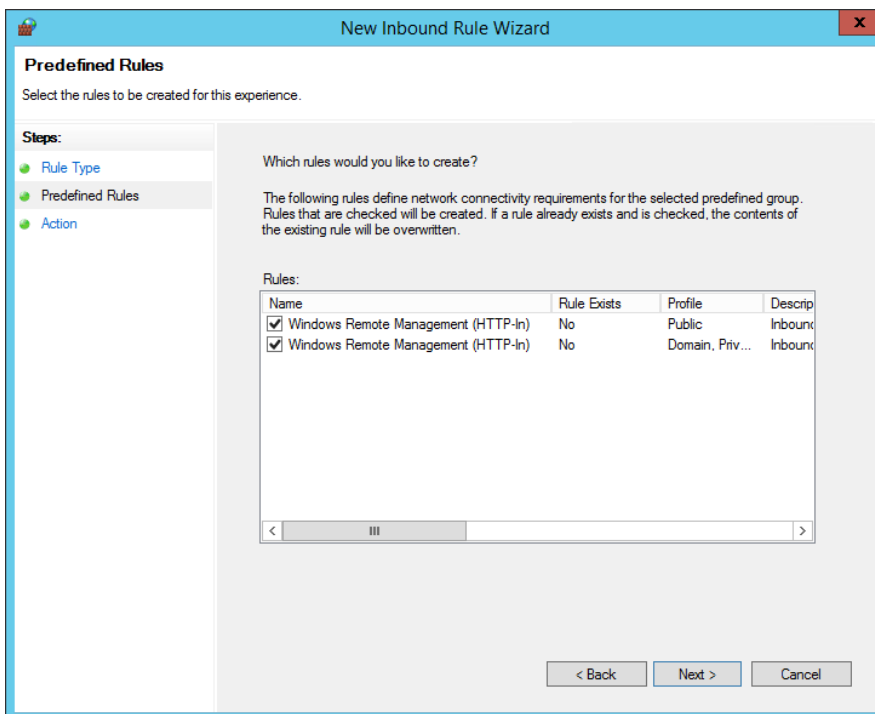 New Inbound Rule Wizard
x
Predefined Rules
Select the rules to be created for this experience.
Steps:
Rule Type
Predefined Rules
Action
Which rules would you like to create?
The following rules define network connectivity requirements for the selected predefined group.
Rules that are checked will be created. If a rule already exists and is checked, the contents of
the existing rule will be overwritten.
Rules:
Name Rule Exists Profile Descrip
Windows Remote Management (HTTP-In) No Public Inbound
Windows Remote Management (HTTP-In) No Domain, Priv... Inbound
< Back Next > Cancel